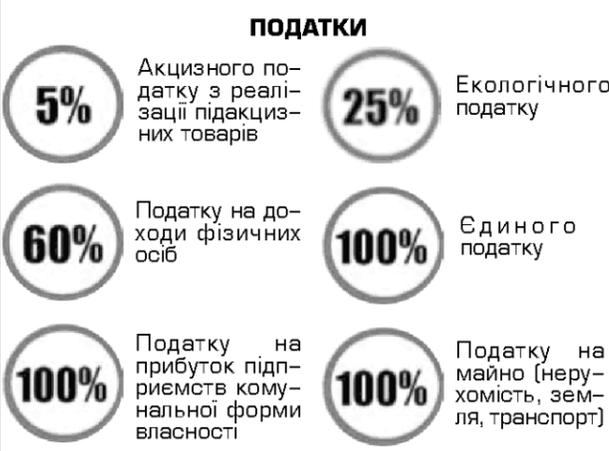 ПОДАТКИ
5%
Акцизного по-
датку з реалі-
зації підакциз-
них товарів
25%
Екологічного
податку
60%
Податку на до-
ходи фізичних
осіб
100%
Єдиного
податку
100%
Податку на
прибуток підп-
риємств кому-
нальної форми
власності
100%
Податку на
майно (неру-
хомість, зем-
ля, транспорт)